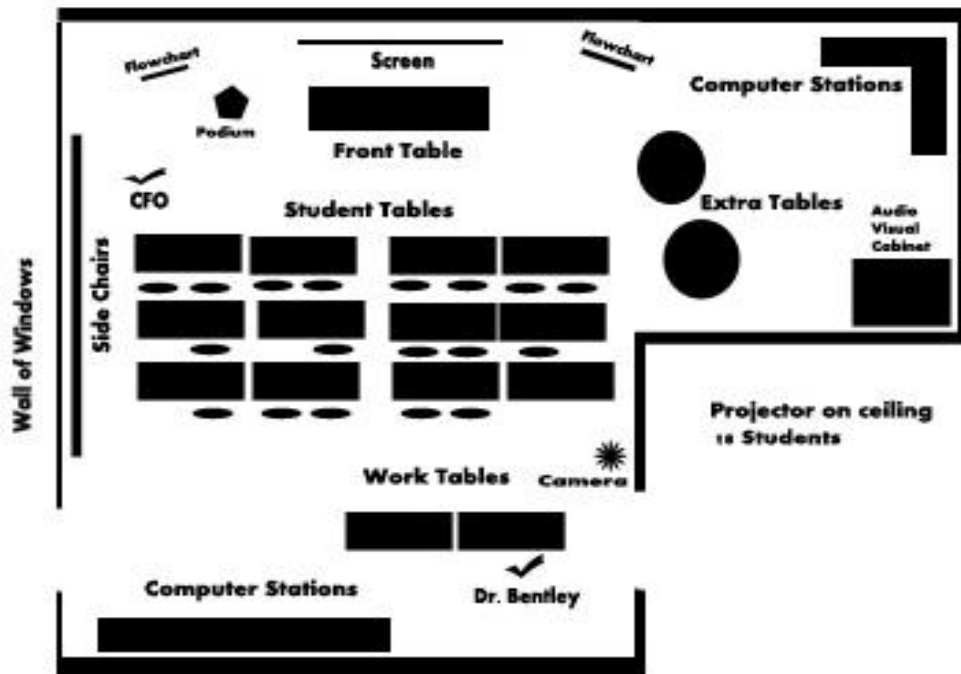 Flowchart
Screen
Flowchart
Computer Stations
Podium
Front Table
CFO
Student Tables
Extra Tables
Audio
Visual
Cabinet
Side Chairs
Wall of Windows
Projector on ceiling
18 Students
Work Tables
Camera
Computer Stations
Dr. Bentley